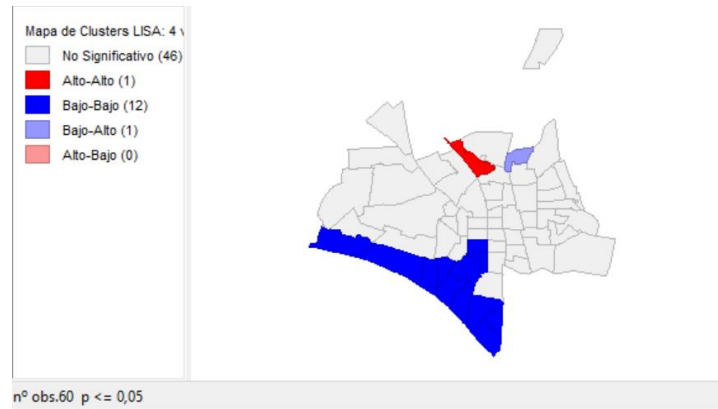 Mapa de Clusters LISA: 4
No Significativo (46)
Alto-Alto (1)
Bajo-Bajo (12)
Bajo-Alto (1)
Alto-Bajo (0)
nº obs.60 p <= 0,05